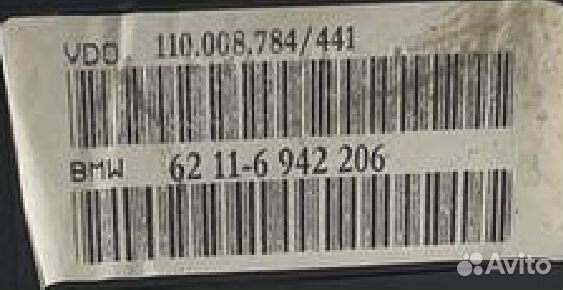 VDO 110.008.784/441
BMW 62 11-6 942 206
Avito